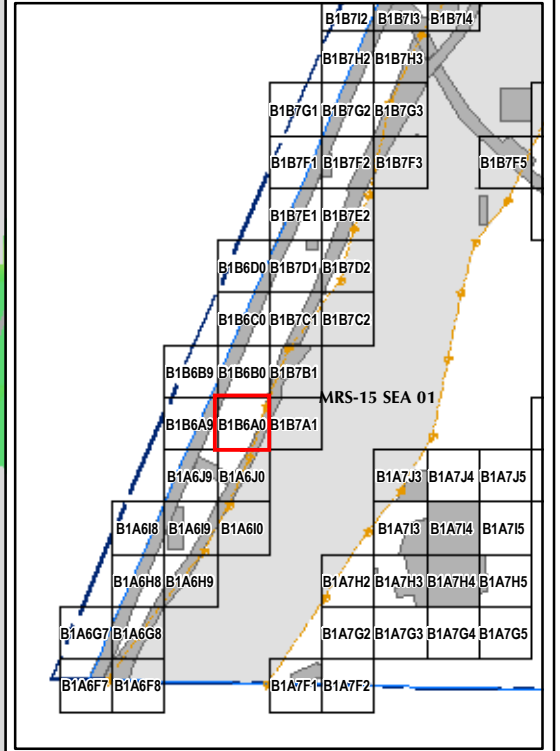 B1B7I2 B1B7I3 B1B7I4
B1B7H2 B1B7H3
B1B7G1 B1B7G2 B1B7G3
B1B7F1 B1B7F2 B1B7F3 B1B7F5
B1B7E1 B1B7E2
B1B6D0 B1B7D1 B1B7D2
B1B6C0 B1B7C1 B1B7C2
B1B6B9 B1B6B0 B1B7B1
MRS-15 SEA 01
B1B6A9 B1B6A0 B1B7A1
B1A6J9 B1A6J0 B1A7J3 B1A7J4 B1A7J5
B1A6I8 B1A6I9 B1A6I0 B1A7I3 B1A7I4 B1A7I5
B1A6H8 B1A6H9 B1A7H2 B1A7H3 B1A7H4 B1A7H5
B1A6G7 B1A6G8 B1A7G2 B1A7G3 B1A7G4 B1A7G5
B1A6F7 B1A6F8 B1A7F1 B1A7F2